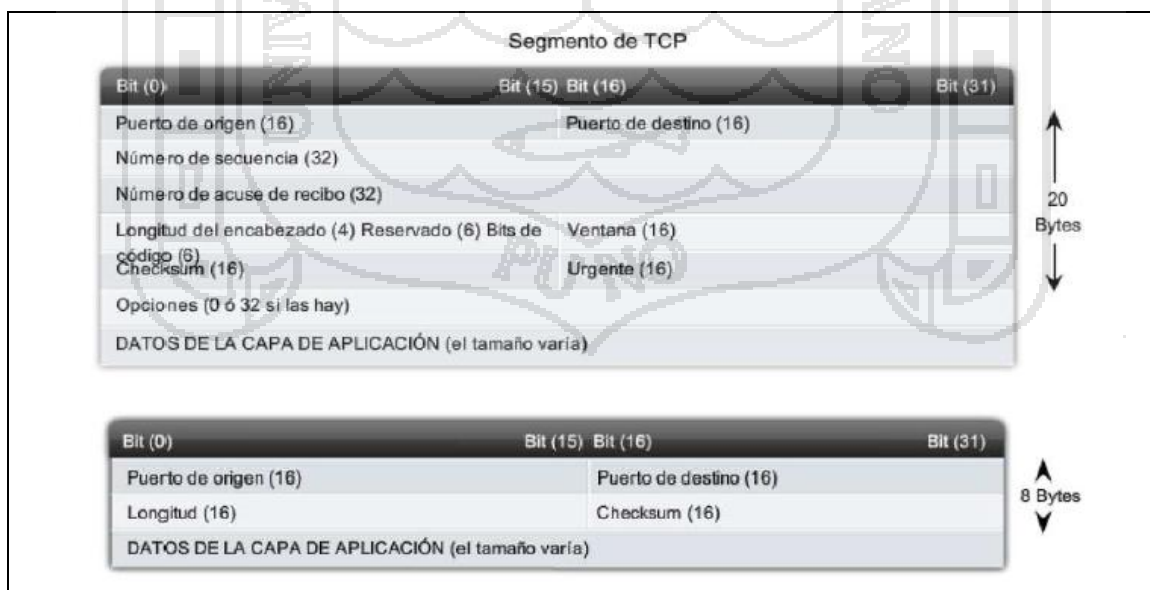 Segmento de TCP
Bit (0) Bit (15) Bit (16) Bit (31)
Puerto de origen (16) Puerto de destino (16)
Número de secuencia (32)
Número de acuse de recibo (32)
Longitud del encabezado (4) Reservado (6) Bits de código (6) Ventana (16)
Checksum (16) Urgente (16)
Opciones (0 ó 32 si las hay)
DATOS DE LA CAPA DE APLICACIÓN (el tamaño varía)
20
Bytes
Bit (0) Bit (15) Bit (16) Bit (31)
Puerto de origen (16) Puerto de destino (16)
Longitud (16) Checksum (16)
DATOS DE LA CAPA DE APLICACIÓN (el tamaño varía)
8 Bytes
PUNO